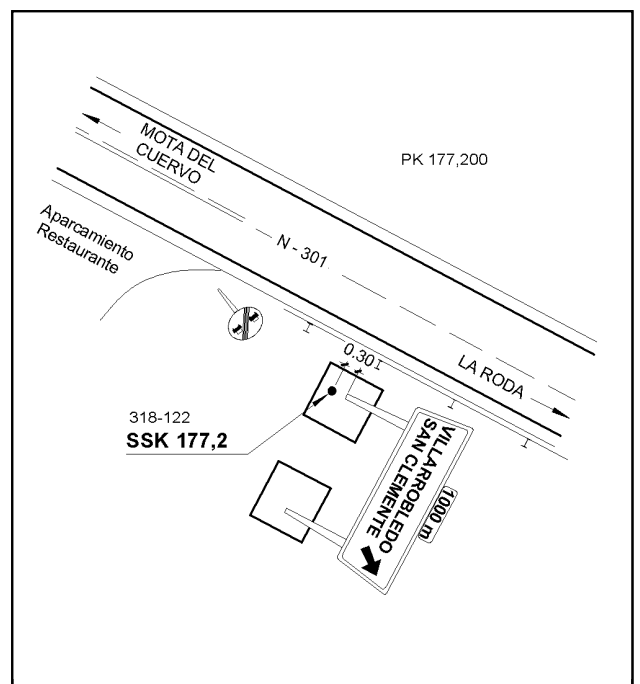 MOTA DEL
CUERVO
PK 177,200
Aparcamiento
Restaurante
N - 301
0.30
LA RODA
318-122
SSK 177,2
VILLARROBLEDO
SAN CLEMENTE
1000 m